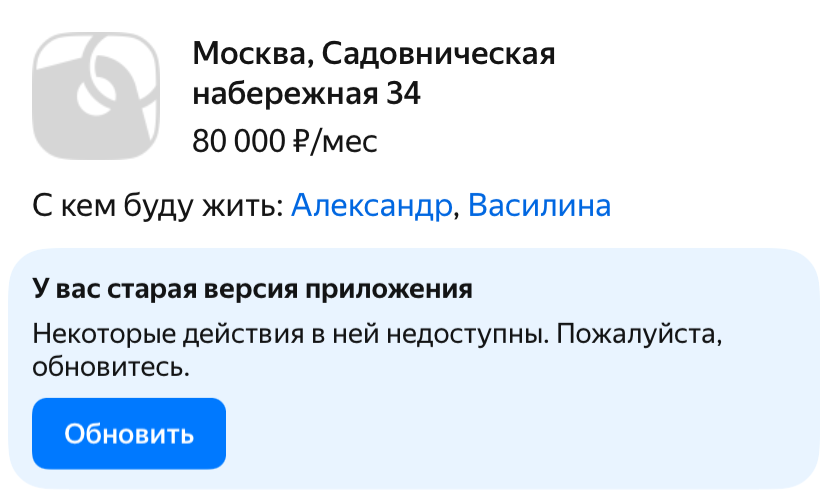 Москва, Садовническая
набережная 34
80 000 ₽/мес
С кем буду жить: Александр, Василина
У вас старая версия приложения
Некоторые действия в ней недоступны. Пожалуйста,
обновитесь.
Обновить